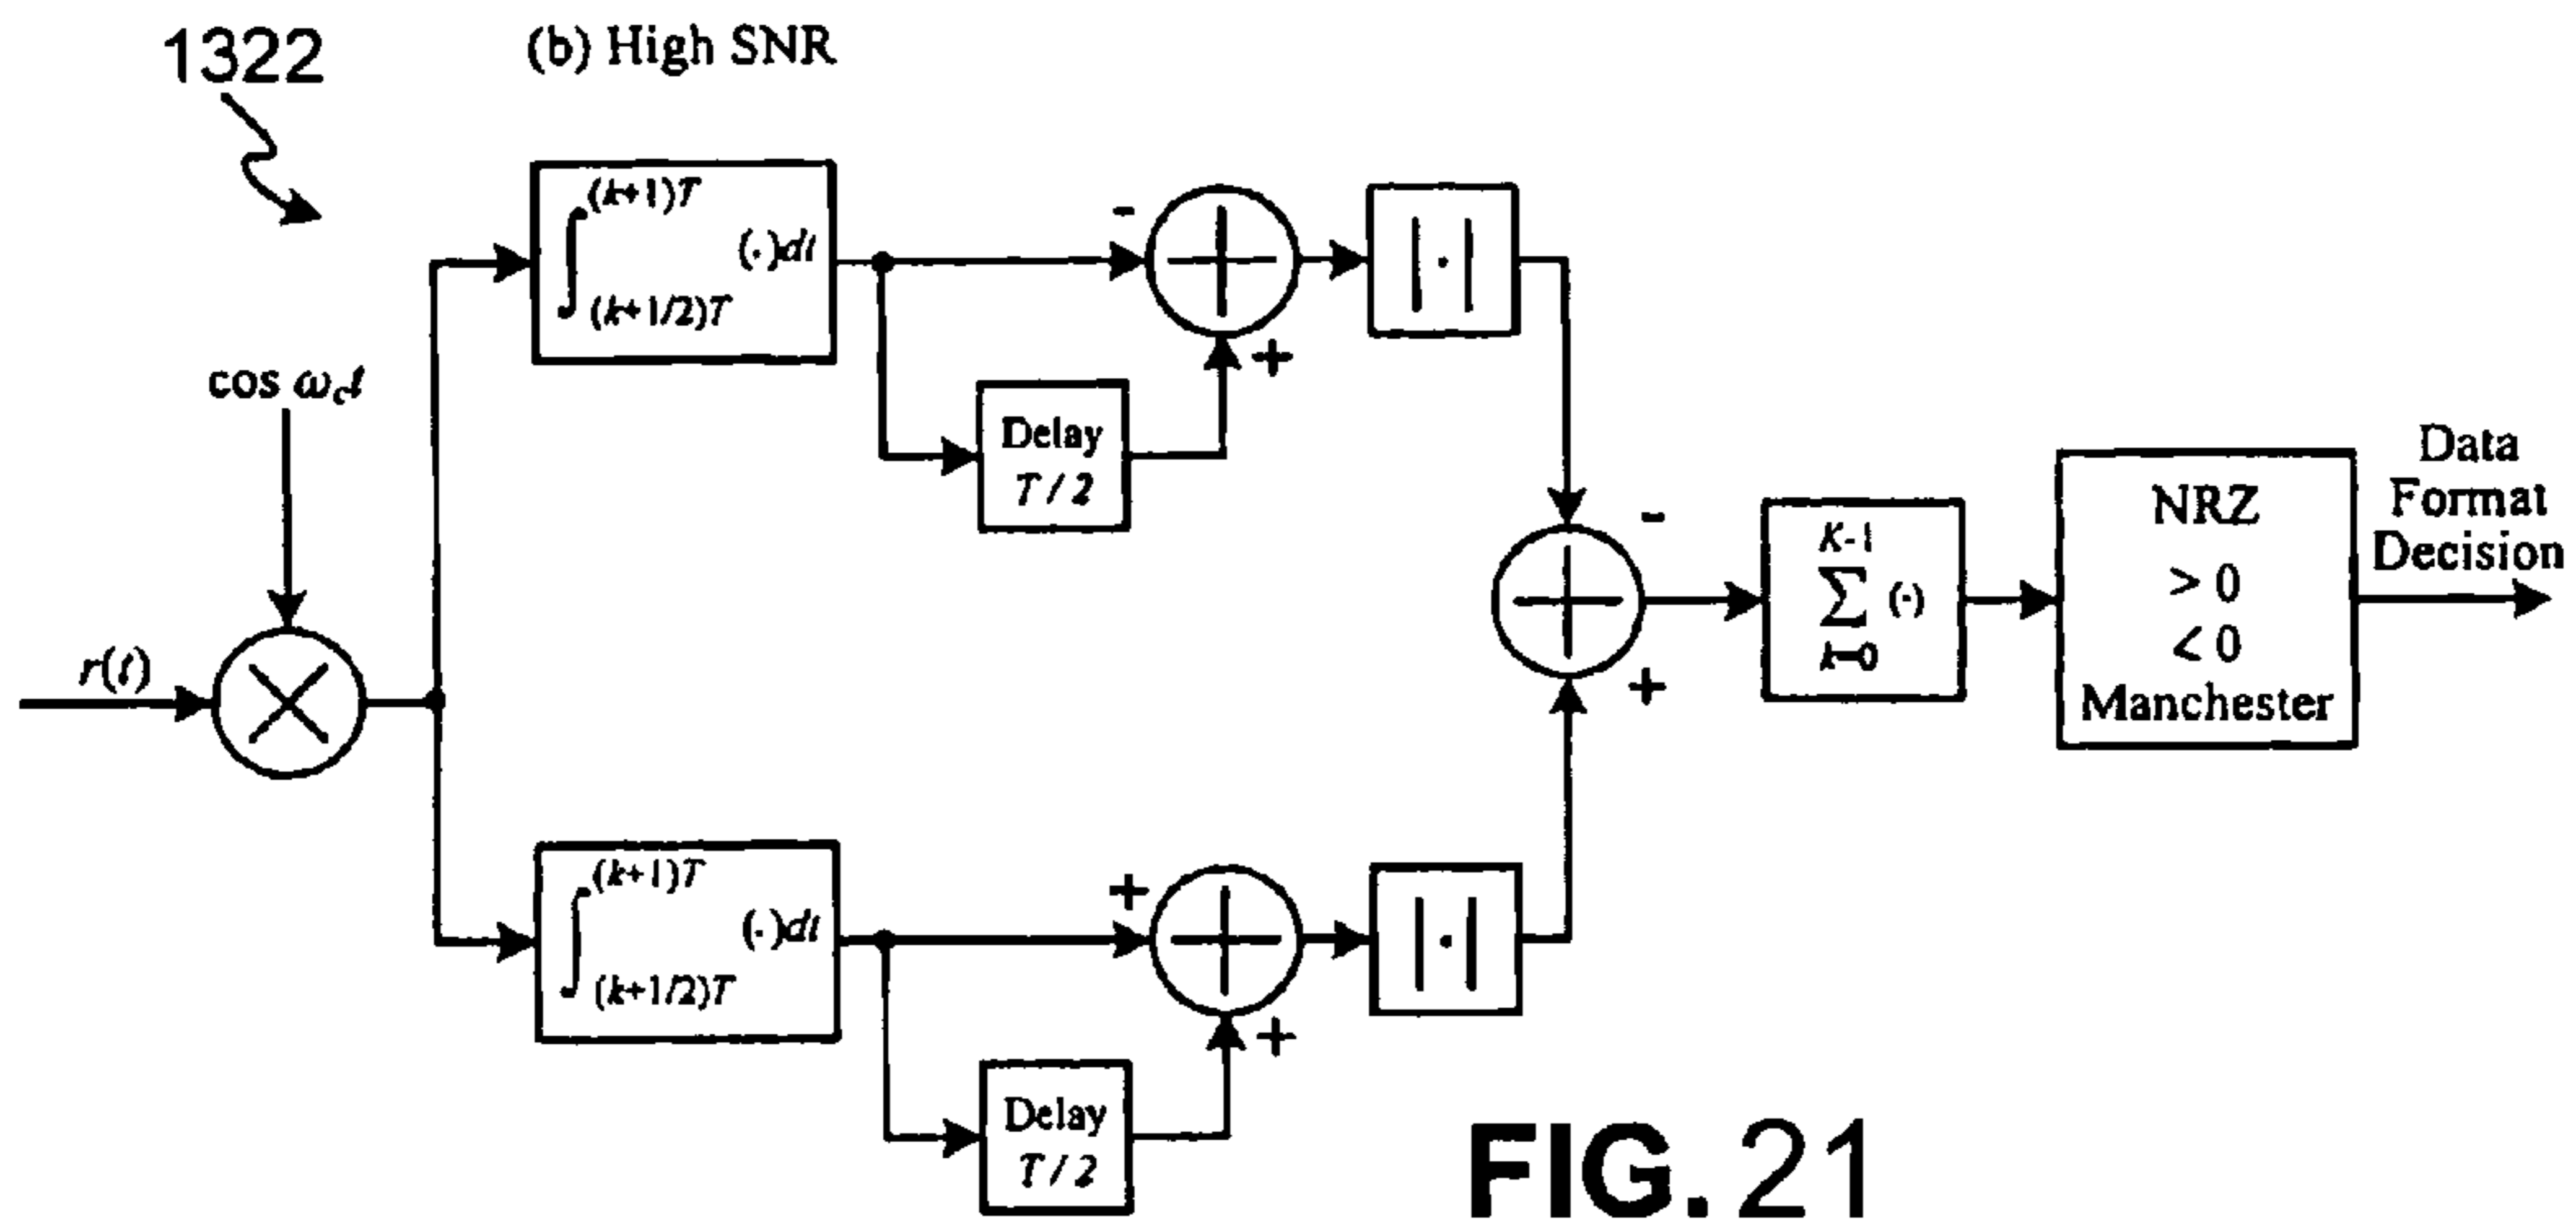 1322
(b) High SNR
∫
(k+1)T
(k+1/2)T
(·)dt
-
+
|·|
Delay
T/2
cos ω_c t
r(t)
-
+
K-1
Σ (·)
k=0
NRZ
> 0
< 0
Manchester
Data
Format
Decision
∫
(k+1)T
(k+1/2)T
(·)dt
+
+
|·|
Delay
T/2
FIG. 21